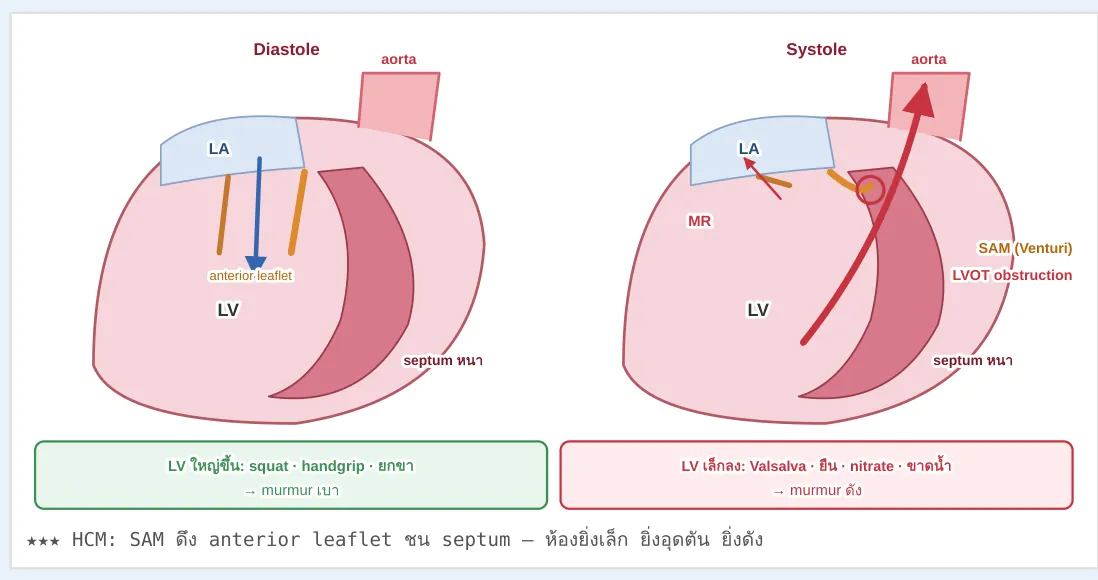 Diastole
aorta
LA
anterior leaflet
LV
septum หนา
Systole
aorta
LA
MR
SAM (Venturi)
LVOT obstruction
LV
septum หนา
LV ใหญ่ขึ้น: squat · handgrip · ยกขา
→ murmur เบา
LV เล็กลง: Valsalva · ยืน · nitrate · ขาดน้ำ
→ murmur ดัง
★★★ HCM: SAM ดึง anterior leaflet ชน septum — ห้องยิ่งเล็ก ยิ่งอุดตัน ยิ่งดัง